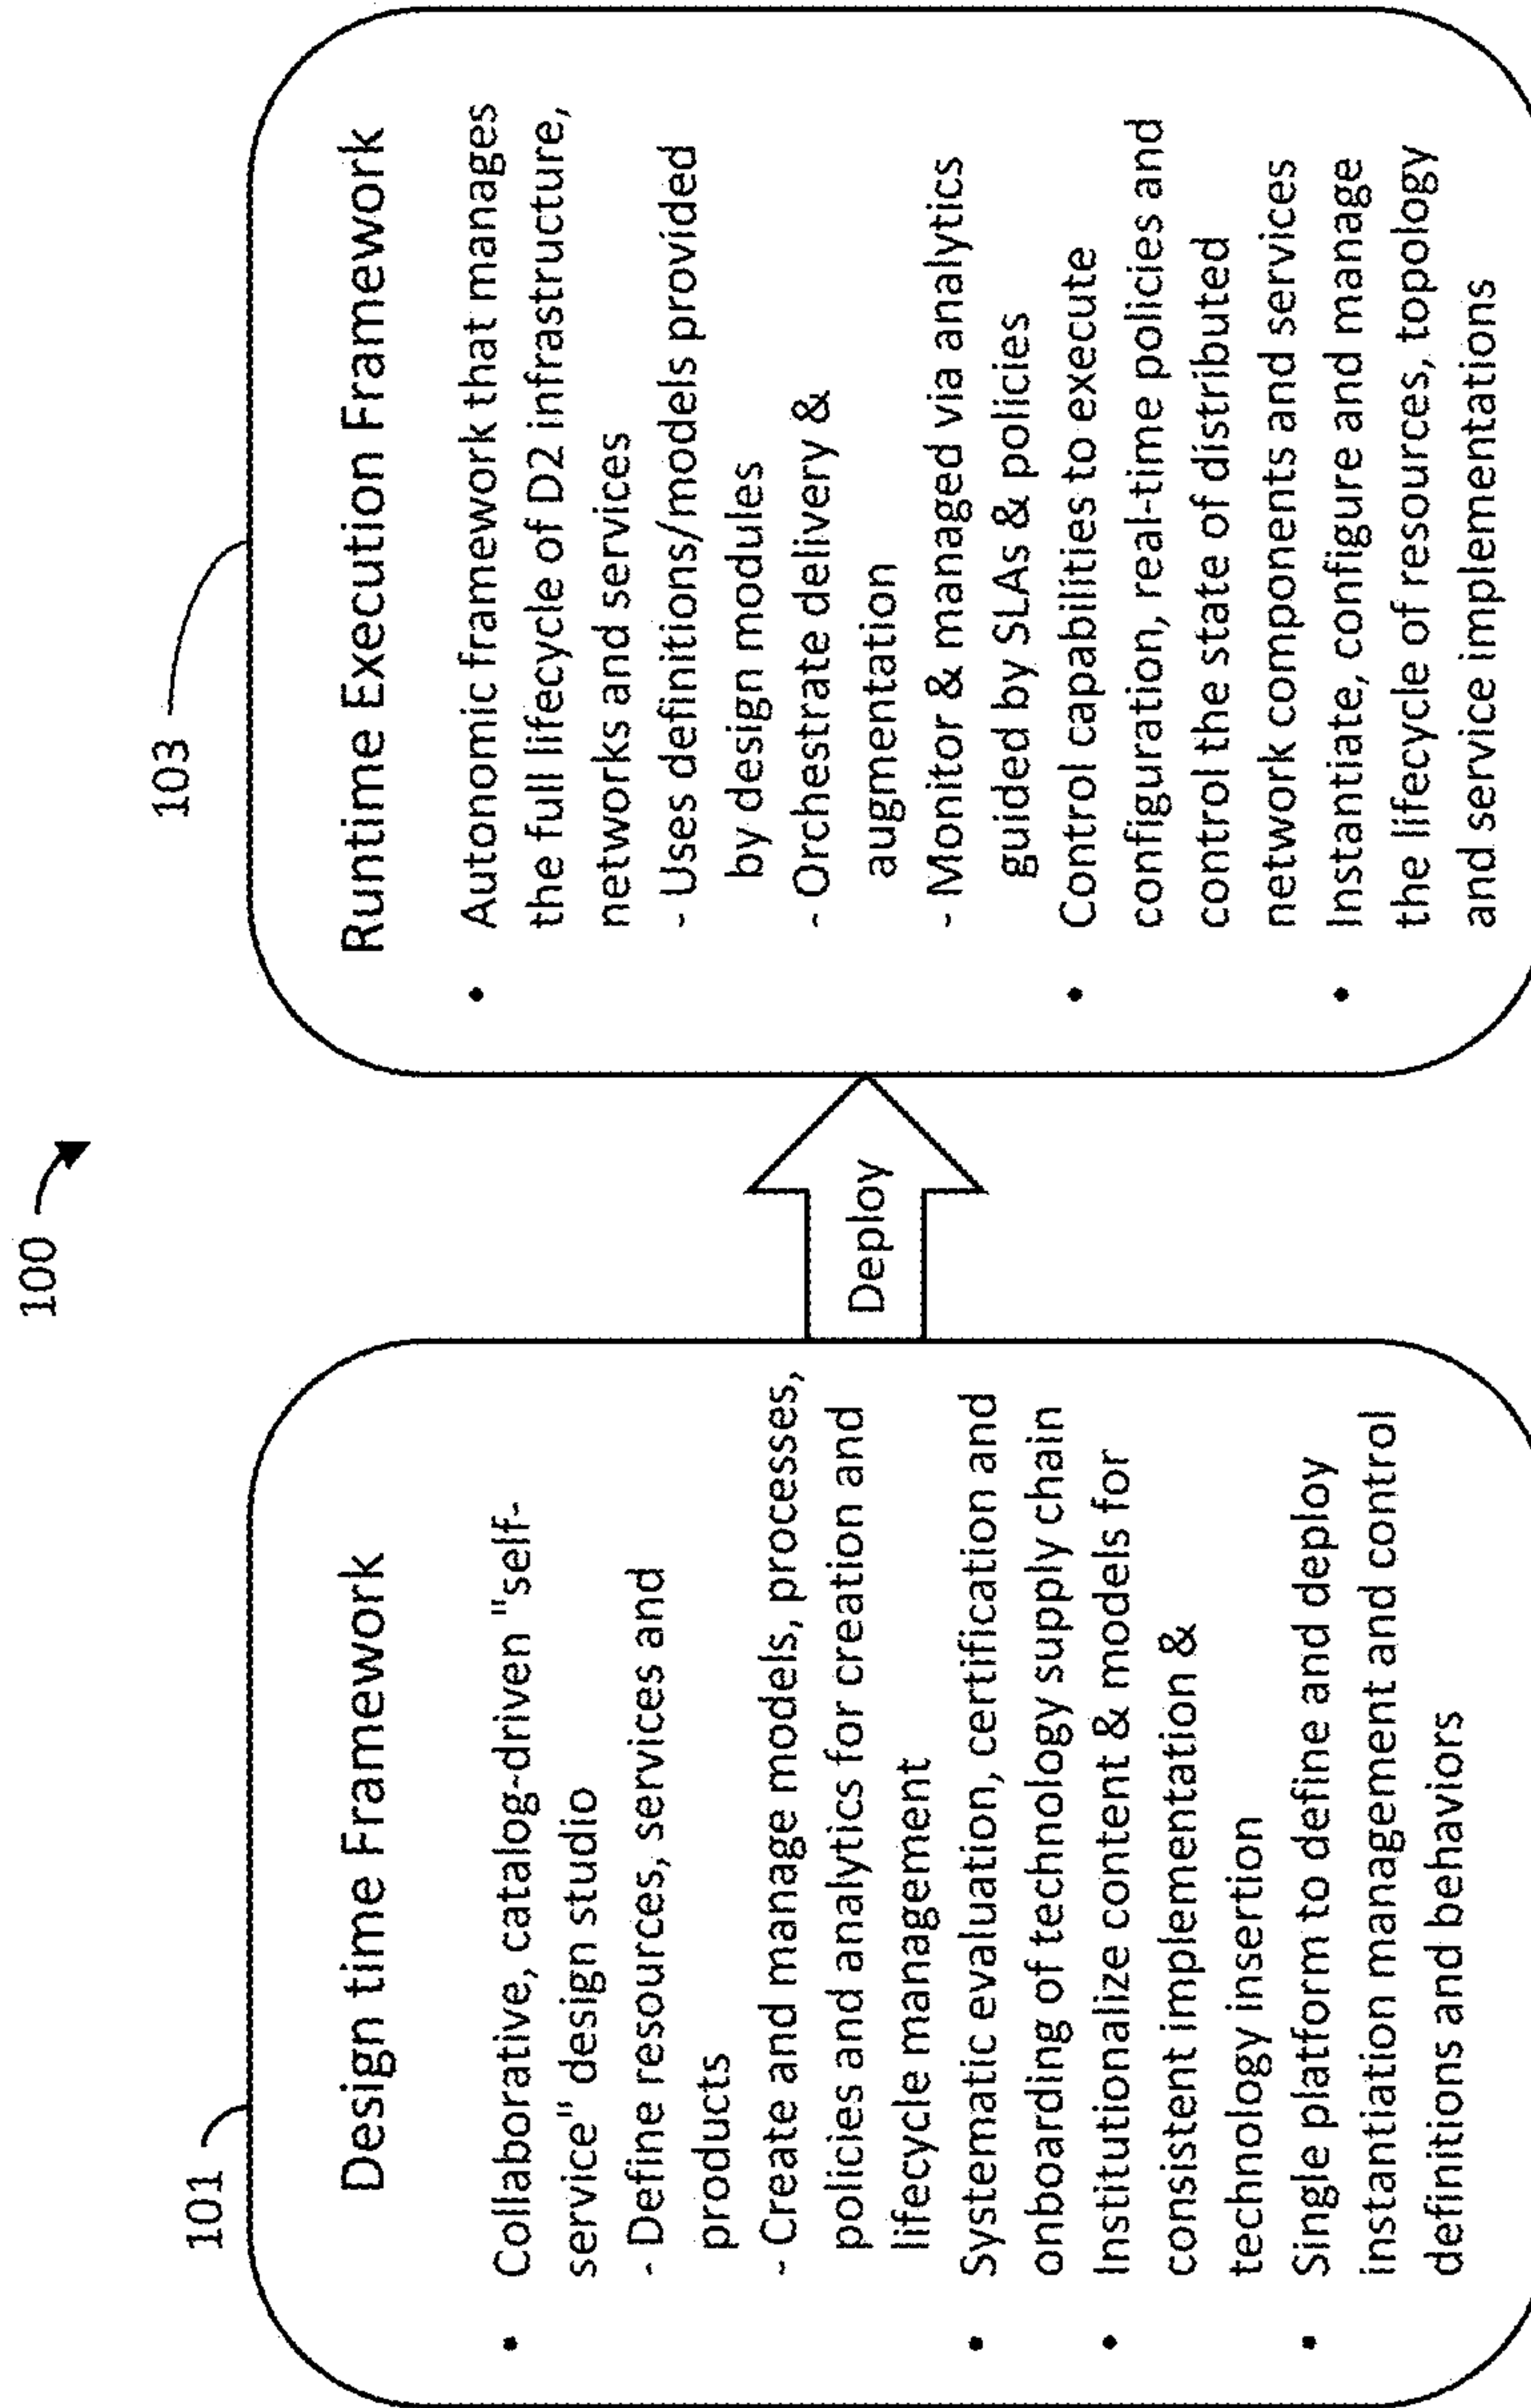 100
101
Design time Framework
• Collaborative, catalog-driven "self-
service" design studio
- Define resources, services and
products
- Create and manage models, processes,
policies and analytics for creation and
lifecycle management
• Systematic evaluation, certification and
onboarding of technology supply chain
• Institutionalize content & models for
consistent implementation &
technology insertion
• Single platform to define and deploy
instantiation management and control
definitions and behaviors
Deploy
103
Runtime Execution Framework
• Autonomic framework that manages
the full lifecycle of D2 infrastructure,
networks and services
- Uses definitions/models provided
by design modules
- Orchestrate delivery &
augmentation
- Monitor & managed via analytics
guided by SLAs & policies
• Control capabilities to execute
configuration, real-time policies and
control the state of distributed
network components and services
• Instantiate, configure and manage
the lifecycle of resources, topology
and service implementations